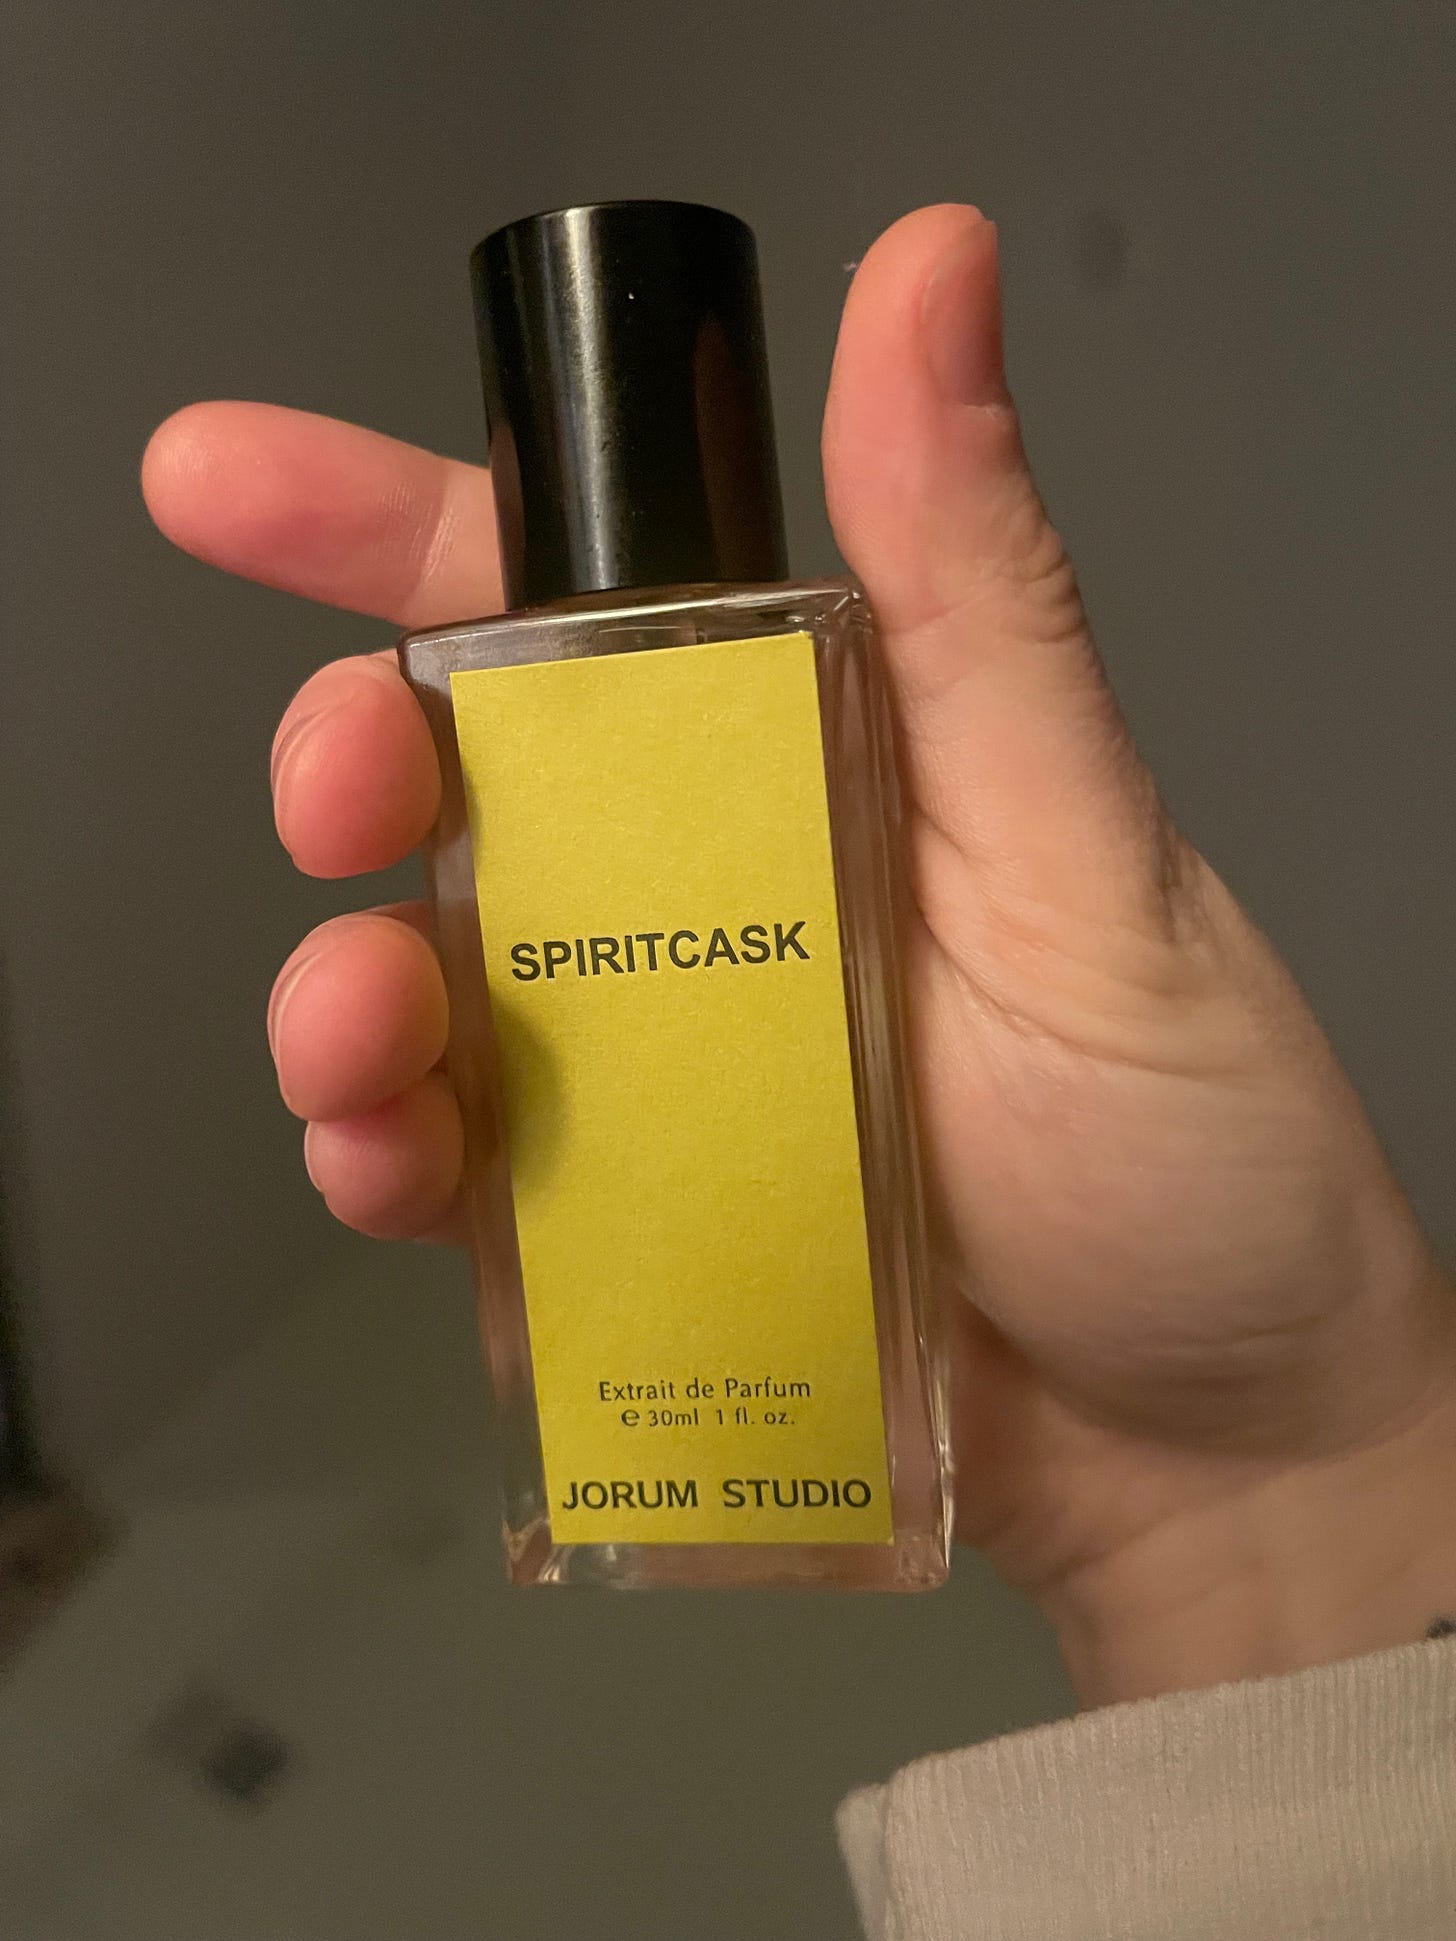 SPIRITCASK
Extrait de Parfum
℮ 30ml 1 fl. oz.
JORUM STUDIO